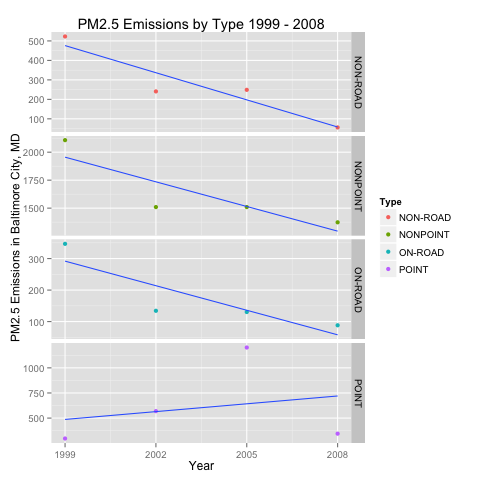 PM2.5 Emissions by Type 1999 - 2008
PM2.5 Emissions in Baltimore City, MD
500
400
300
200
100
NON-ROAD
2000
1750
1500
NONPOINT
300
200
100
ON-ROAD
1000
750
500
POINT
1999
2002
2005
2008
Year
Type
NON-ROAD
NONPOINT
ON-ROAD
POINT